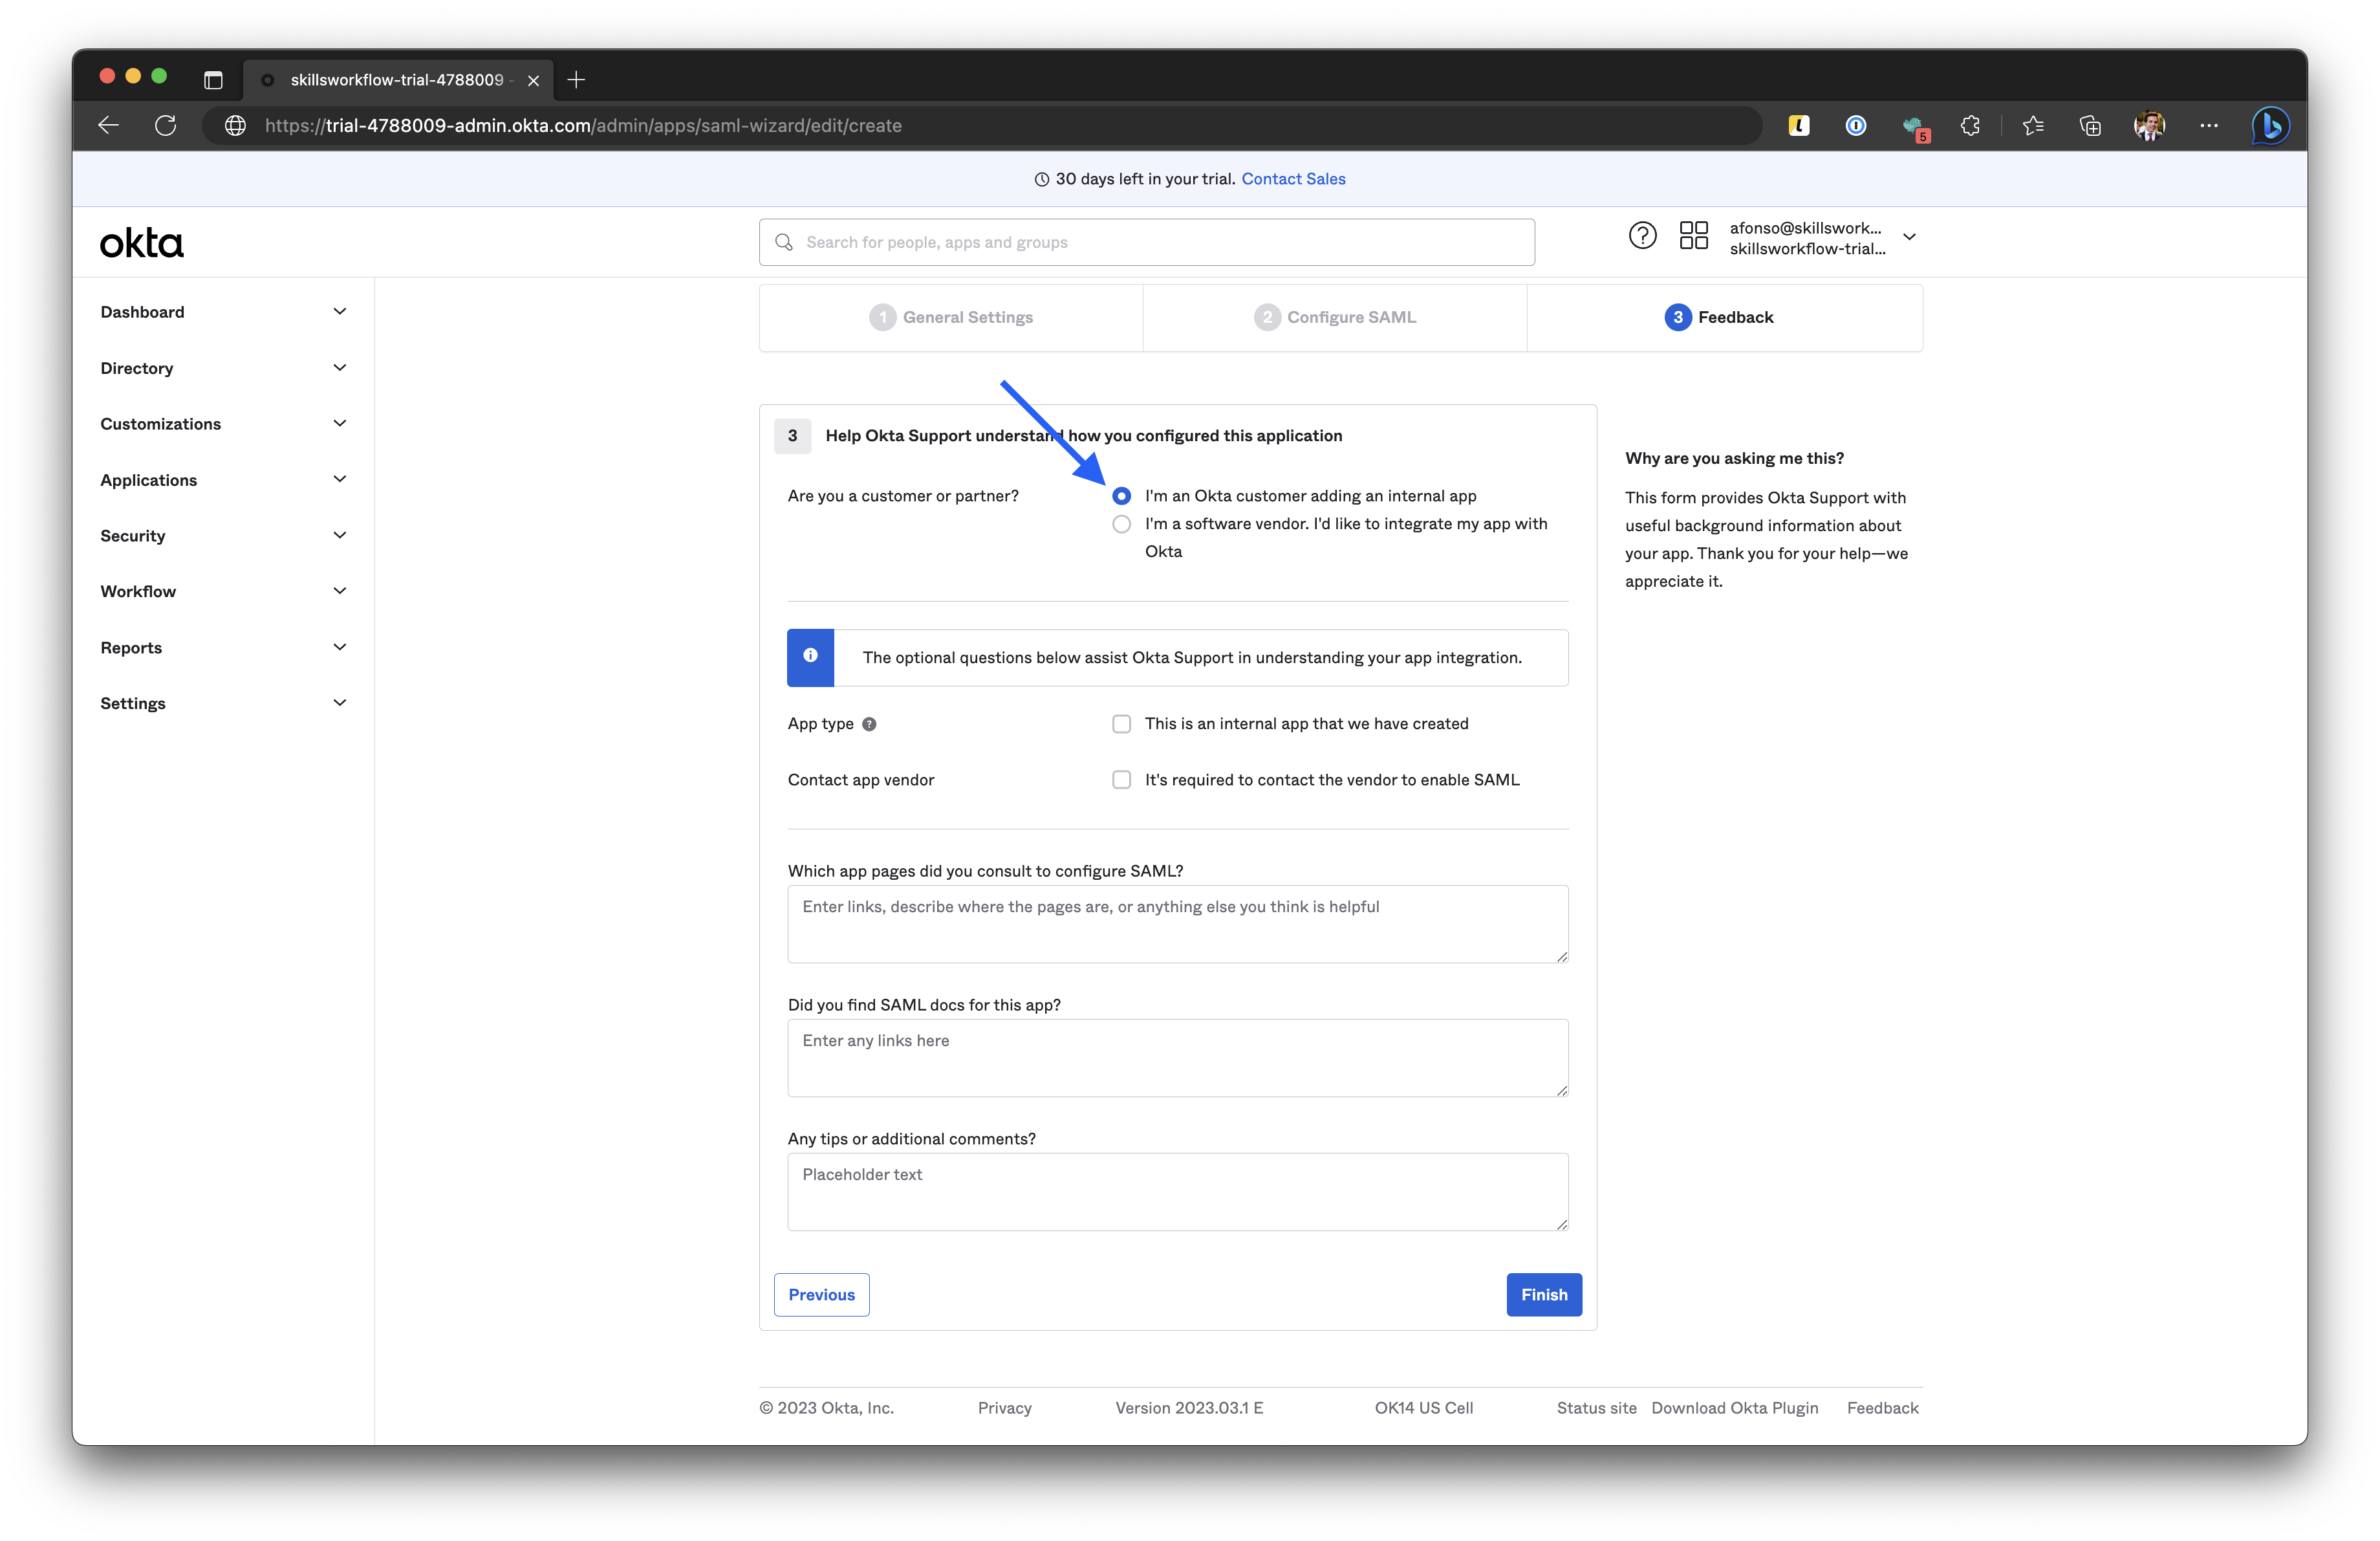 skillsworkflow-trial-4788009 -
https://trial-4788009-admin.okta.com/admin/apps/saml-wizard/edit/create
5
30 days left in your trial. Contact Sales
okta
Search for people, apps and groups
afonso@skillswork...
skillsworkflow-trial...
Dashboard
Directory
Customizations
Applications
Security
Workflow
Reports
Settings
1 General Settings
2 Configure SAML
3 Feedback
3 Help Okta Support understand how you configured this application
Are you a customer or partner?
I'm an Okta customer adding an internal app
I'm a software vendor. I'd like to integrate my app with
Okta
The optional questions below assist Okta Support in understanding your app integration.
App type ?
This is an internal app that we have created
Contact app vendor
It's required to contact the vendor to enable SAML
Which app pages did you consult to configure SAML?
Enter links, describe where the pages are, or anything else you think is helpful
Did you find SAML docs for this app?
Enter any links here
Any tips or additional comments?
Placeholder text
Previous
Finish
Why are you asking me this?
This form provides Okta Support with
useful background information about
your app. Thank you for your help—we
appreciate it.
© 2023 Okta, Inc.
Privacy
Version 2023.03.1 E
OK14 US Cell
Status site
Download Okta Plugin
Feedback